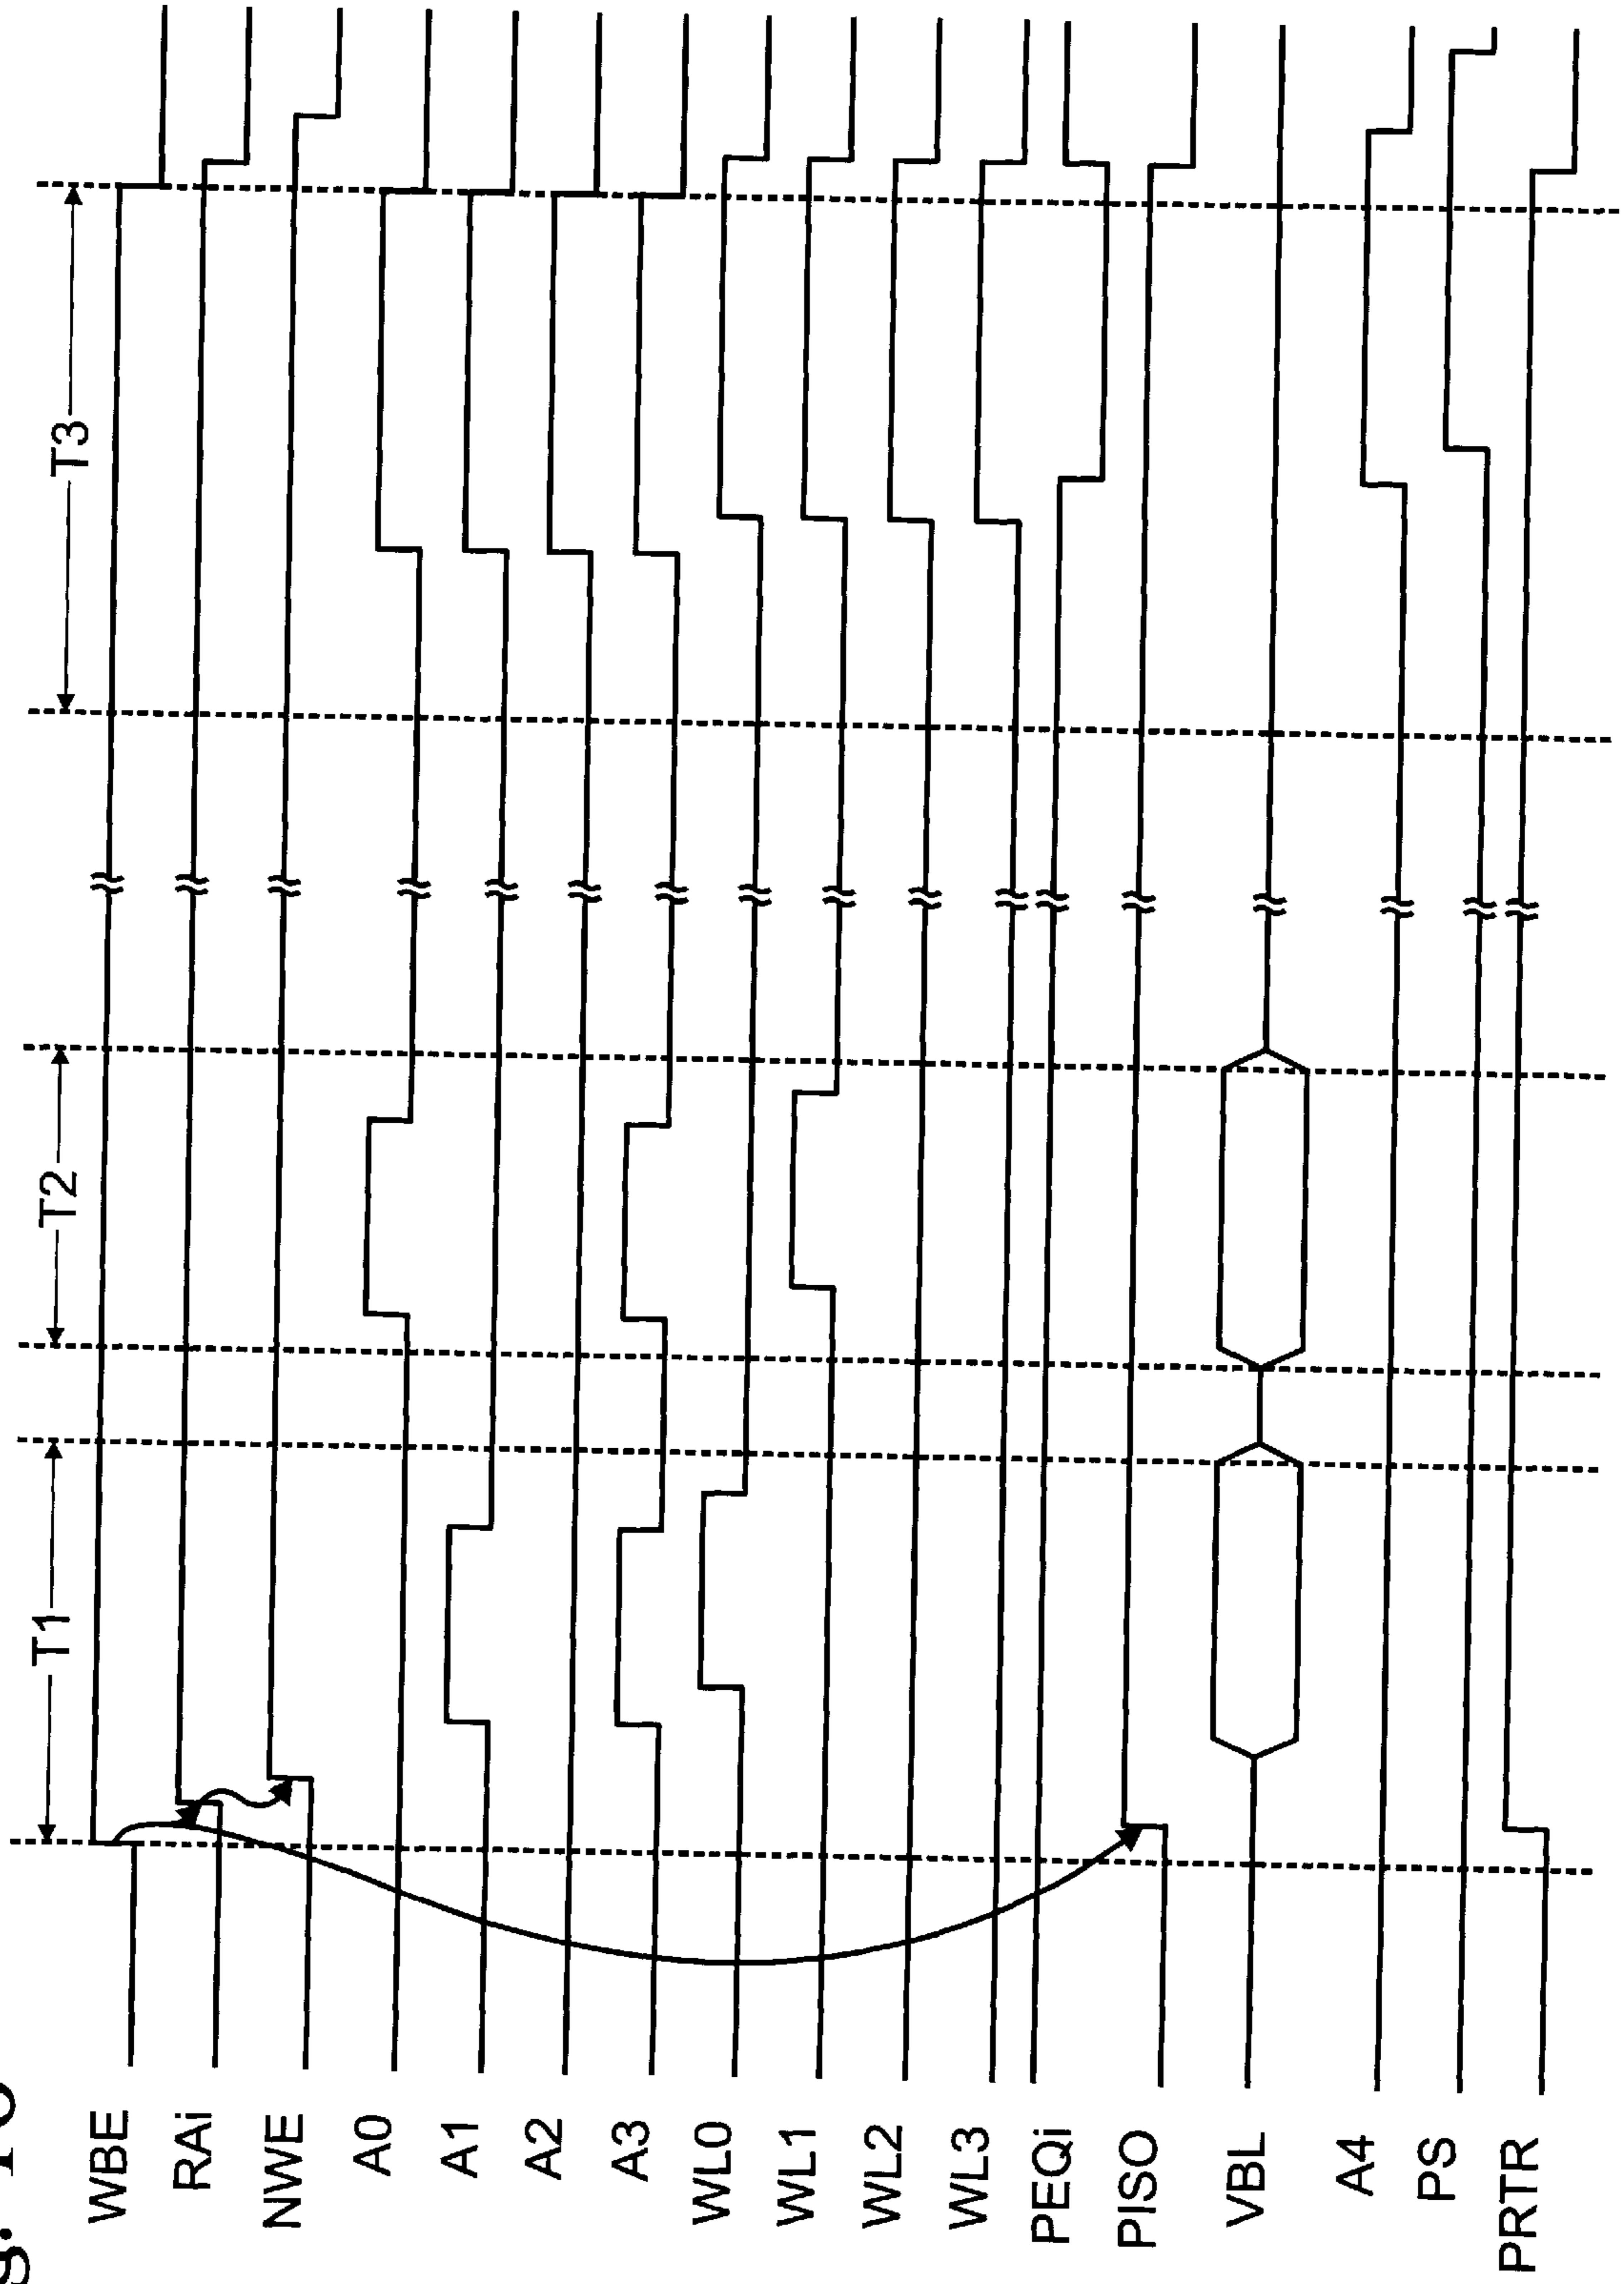 T1
T2
T3
WBE
RAi
NWE
A0
A1
A2
A3
WL0
WL1
WL2
WL3
PEQi
PISO
VBL
A4
PS
PRTR